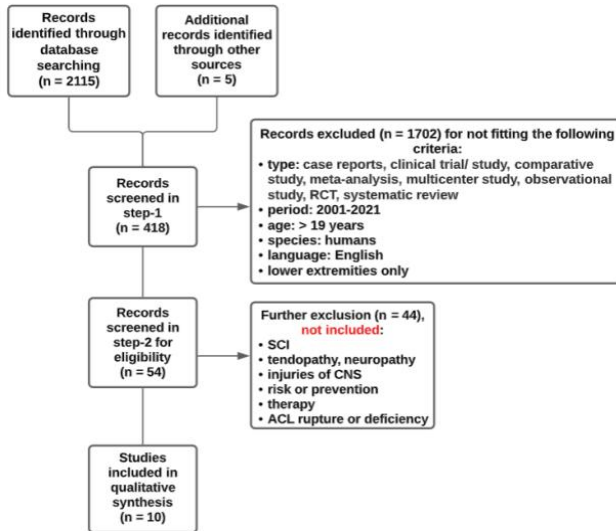 Records
identified through
database
searching
(n = 2115)
Additional
records identified
through other
sources
(n = 5)
Records excluded (n = 1702) for not fitting the following
criteria:
• type: case reports, clinical trial/ study, comparative
study, meta-analysis, multicenter study, observational
study, RCT, systematic review
• period: 2001-2021
• age: > 19 years
• species: humans
• language: English
• lower extremities only
Records
screened in
step-1
(n = 418)
Records
screened in
step-2 for
eligibility
(n = 54)
Further exclusion (n = 44),
not included:
• SCI
• tendopathy, neuropathy
• injuries of CNS
• risk or prevention
• therapy
• ACL rupture or deficiency
Studies
included in
qualitative
synthesis
(n = 10)